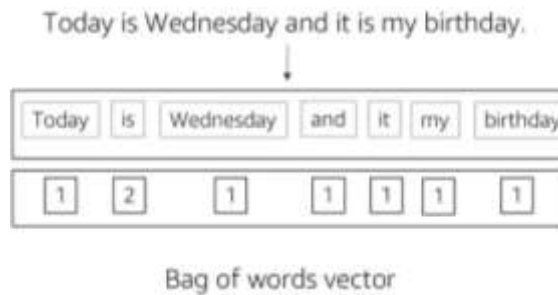 Today is Wednesday and it is my birthday.
Today is Wednesday and it my birthday
1 2 1 1 1 1 1
Bag of words vector